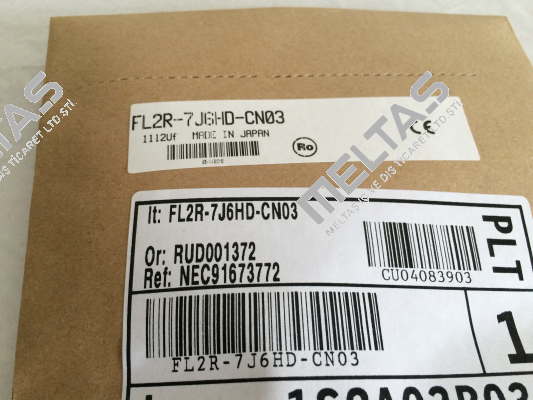 FL2R-7J6HD-CN03
1112Uf MADE IN JAPAN
Ro
CE
It: FL2R-7J6HD-CN03
Or: RUD001372
Ref: NEC91673772
CU04083903
PLT
FL2R-7J6HD-CN03
1
MELTAS
MELTAS
MELTAS